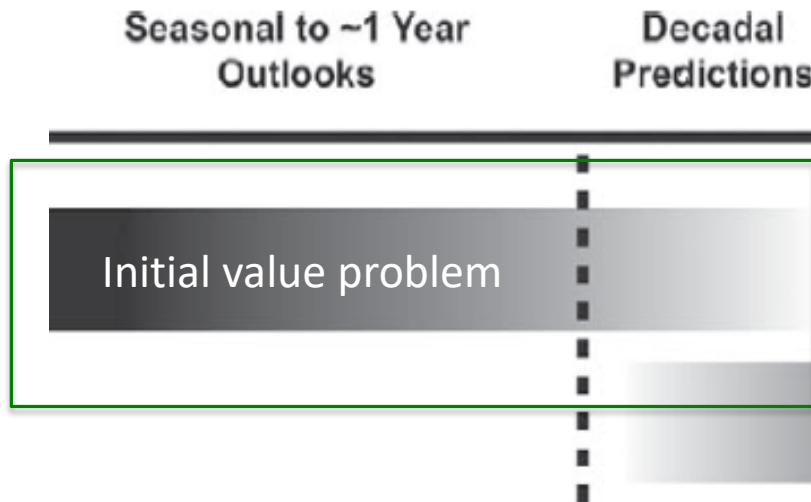 Seasonal to ~1 Year
Outlooks
Decadal
Predictions
Initial value problem